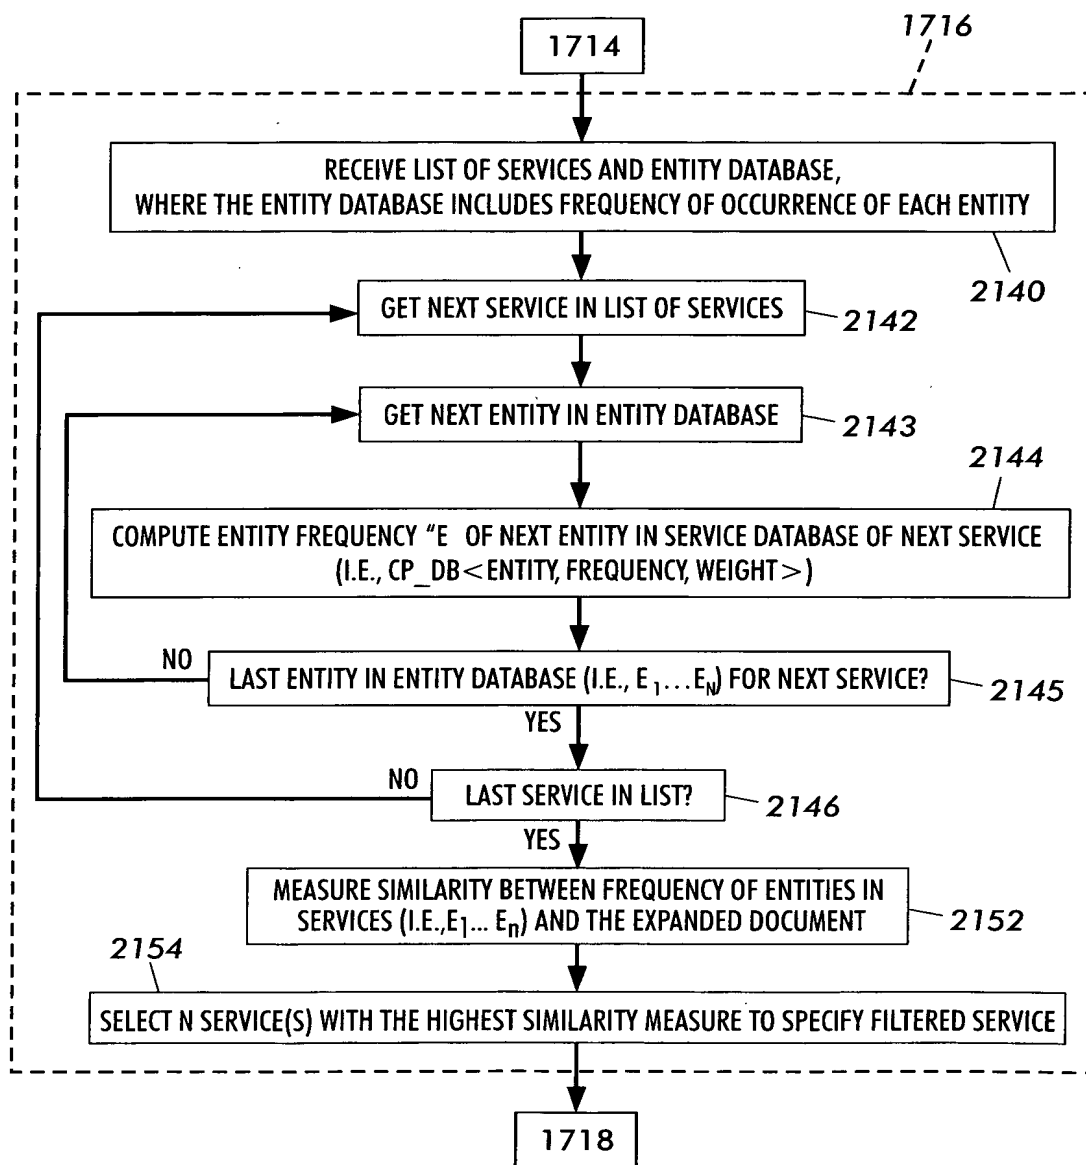 1716
1714
RECEIVE LIST OF SERVICES AND ENTITY DATABASE,
WHERE THE ENTITY DATABASE INCLUDES FREQUENCY OF OCCURRENCE OF EACH ENTITY
2140
GET NEXT SERVICE IN LIST OF SERVICES
2142
GET NEXT ENTITY IN ENTITY DATABASE
2143
2144
COMPUTE ENTITY FREQUENCY "E OF NEXT ENTITY IN SERVICE DATABASE OF NEXT SERVICE
(I.E., CP_DB<ENTITY, FREQUENCY, WEIGHT>)
NO
LAST ENTITY IN ENTITY DATABASE (I.E., E1...EN) FOR NEXT SERVICE?
2145
YES
NO
LAST SERVICE IN LIST?
2146
YES
MEASURE SIMILARITY BETWEEN FREQUENCY OF ENTITIES IN
SERVICES (I.E.,E1... En) AND THE EXPANDED DOCUMENT
2152
2154
SELECT N SERVICE(S) WITH THE HIGHEST SIMILARITY MEASURE TO SPECIFY FILTERED SERVICE
1718